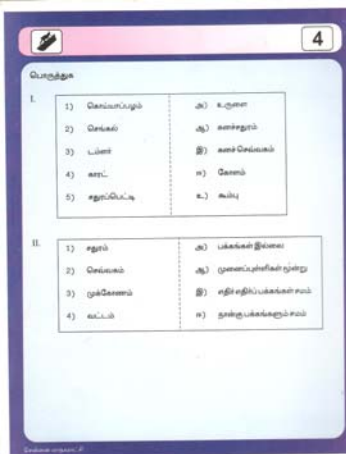 4
பொருத்துக
I.
1) கொய்யாப்பழம் அ) உருளை
2) செங்கல் ஆ) கனச்சதுரம்
3) டம்ளர் இ) கனச் செவ்வகம்
4) காரட் ஈ) கோளம்
5) சதுரப்பெட்டி உ) கூம்பு
II.
1) சதுரம் அ) பக்கங்கள் இல்லை
2) செவ்வகம் ஆ) முனைப்புள்ளிகள் மூன்று
3) முக்கோணம் இ) எதிர் எதிர்ப் பக்கங்கள் சமம்
4) வட்டம் ஈ) நான்கு பக்கங்களும் சமம்